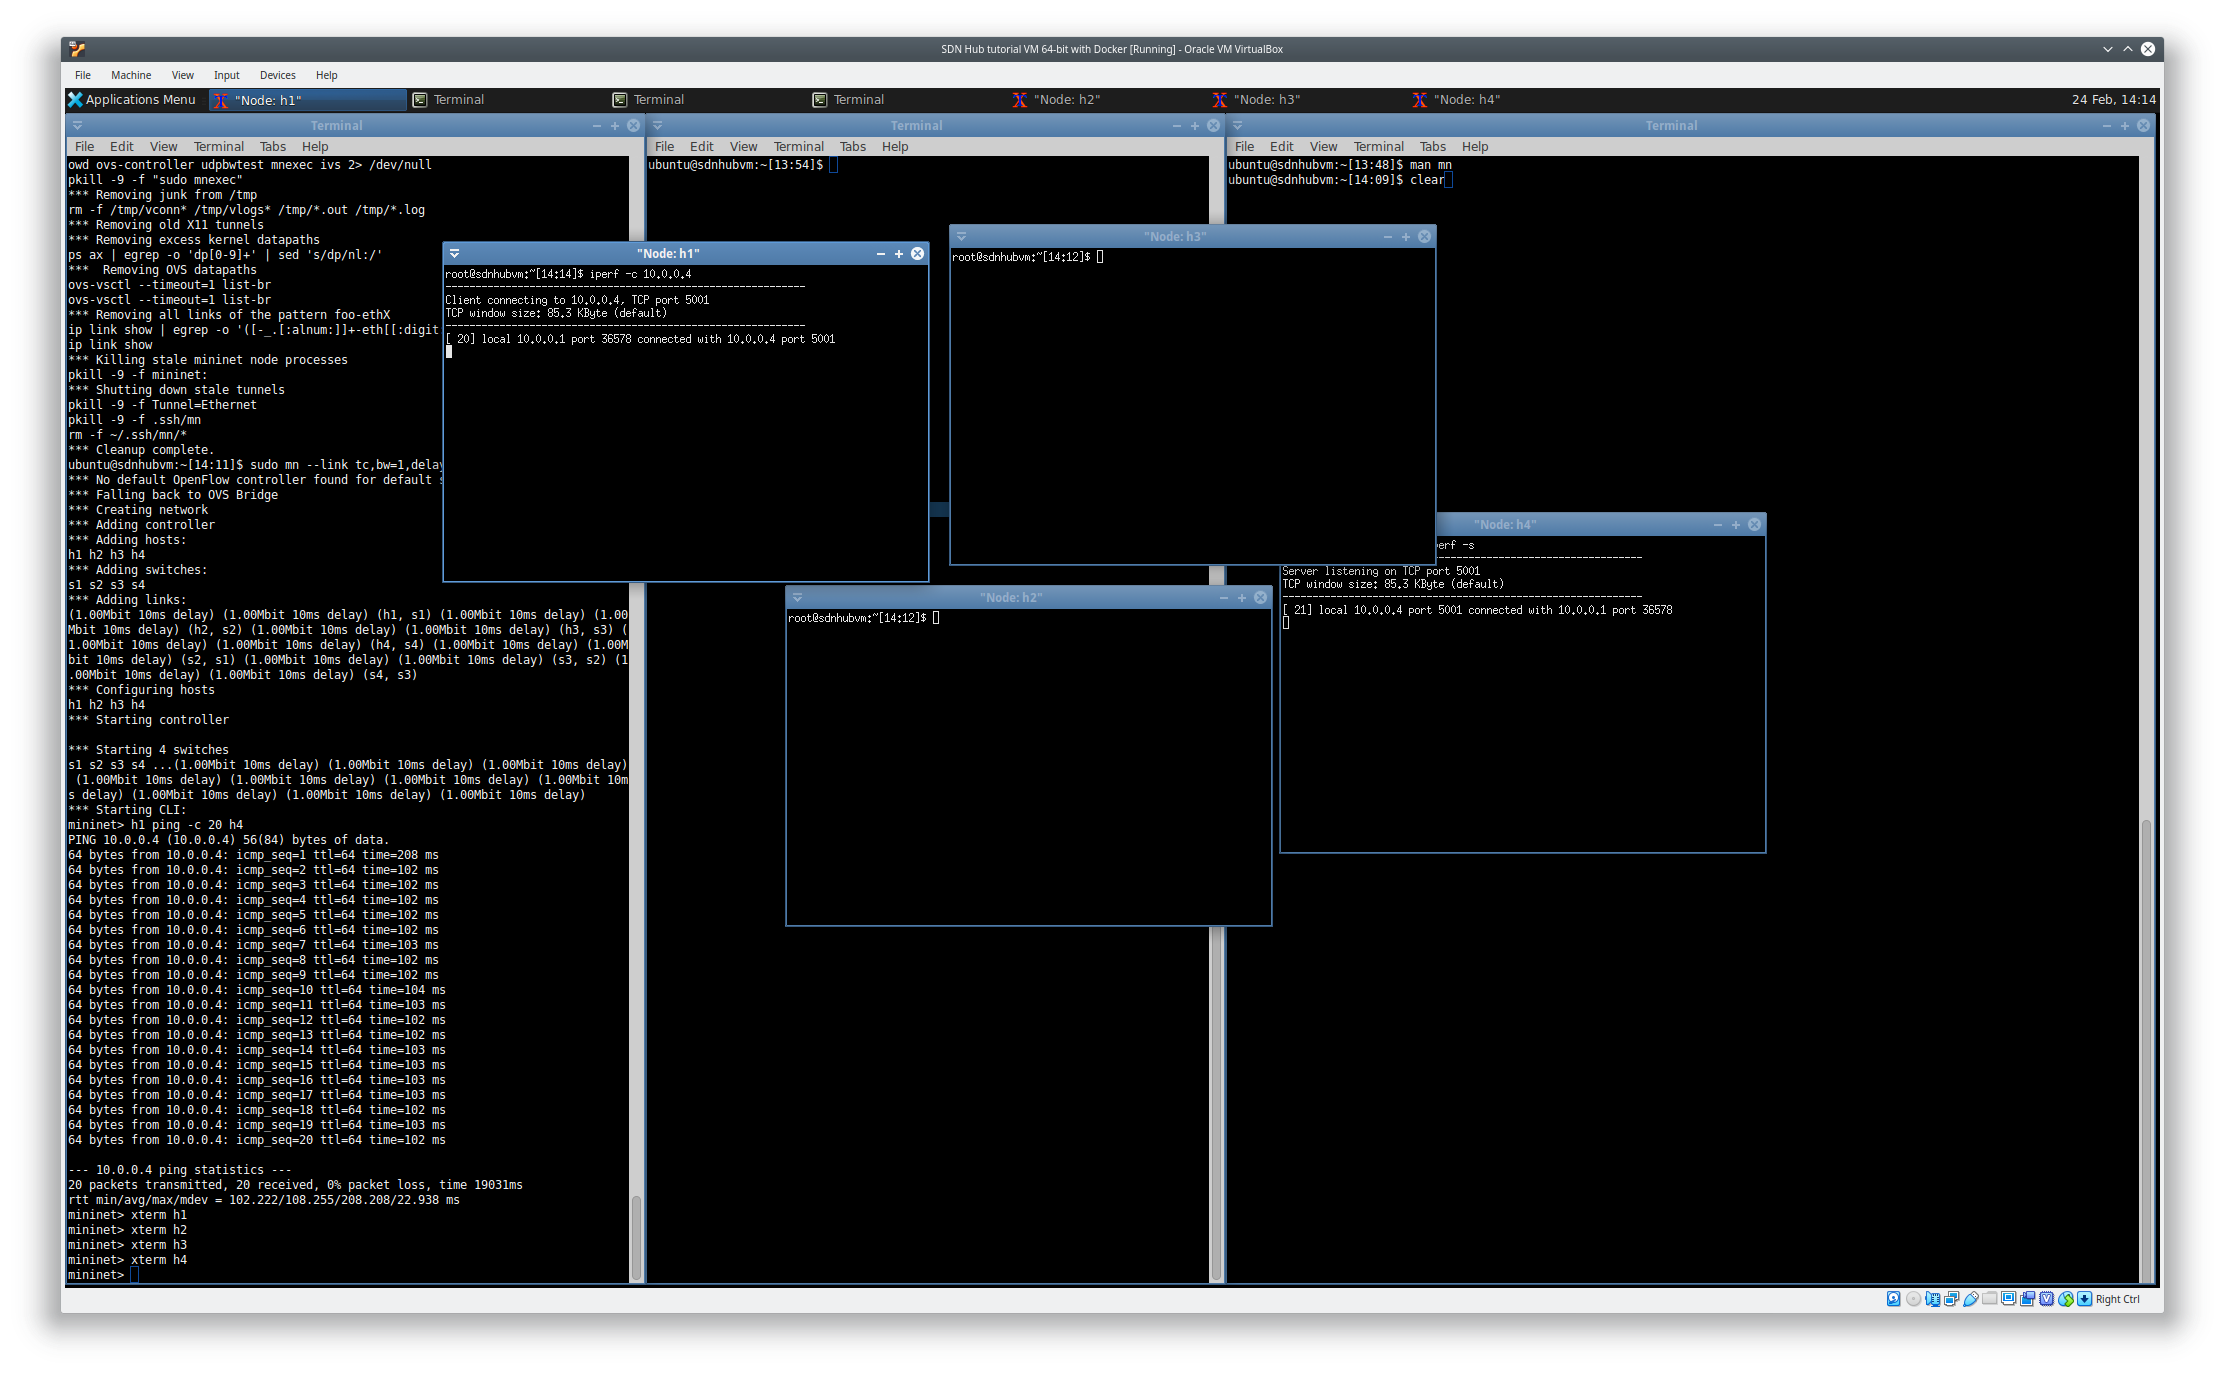 SDN Hub tutorial VM 64-bit with Docker [Running] - Oracle VM VirtualBox
File Machine View Input Devices Help
Applications Menu "Node: h1" Terminal Terminal Terminal "Node: h2" "Node: h3" "Node: h4" 24 Feb, 14:14
Terminal
File Edit View Terminal Tabs Help
owd ovs-controller udpbwtest mnexec ivs 2> /dev/null
pkill -9 -f "sudo mnexec"
*** Removing junk from /tmp
rm -f /tmp/vconn* /tmp/vlogs* /tmp/*.out /tmp/*.log
*** Removing old X11 tunnels
*** Removing excess kernel datapaths
ps ax | egrep -o 'dp[0-9]+' | sed 's/dp/nl:/'
***  Removing OVS datapaths
ovs-vsctl --timeout=1 list-br
ovs-vsctl --timeout=1 list-br
*** Removing all links of the pattern foo-ethX
ip link show | egrep -o '([-_.[:alnum:]]+-eth[[:digit
ip link show
*** Killing stale mininet node processes
pkill -9 -f mininet:
*** Shutting down stale tunnels
pkill -9 -f Tunnel=Ethernet
pkill -9 -f .ssh/mn
rm -f ~/.ssh/mn/*
*** Cleanup complete.
ubuntu@sdnhubvm:~[14:11]$ sudo mn --link tc,bw=1,delay
*** No default OpenFlow controller found for default s
*** Falling back to OVS Bridge
*** Creating network
*** Adding controller
*** Adding hosts:
h1 h2 h3 h4
*** Adding switches:
s1 s2 s3 s4
*** Adding links:
(1.00Mbit 10ms delay) (1.00Mbit 10ms delay) (h1, s1) (1.00Mbit 10ms delay) (1.00
Mbit 10ms delay) (h2, s2) (1.00Mbit 10ms delay) (1.00Mbit 10ms delay) (h3, s3) (
1.00Mbit 10ms delay) (1.00Mbit 10ms delay) (h4, s4) (1.00Mbit 10ms delay) (1.00M
bit 10ms delay) (s2, s1) (1.00Mbit 10ms delay) (1.00Mbit 10ms delay) (s3, s2) (1
.00Mbit 10ms delay) (1.00Mbit 10ms delay) (s4, s3)
*** Configuring hosts
h1 h2 h3 h4
*** Starting controller
*** Starting 4 switches
s1 s2 s3 s4 ...(1.00Mbit 10ms delay) (1.00Mbit 10ms delay) (1.00Mbit 10ms delay)
(1.00Mbit 10ms delay) (1.00Mbit 10ms delay) (1.00Mbit 10ms delay) (1.00Mbit 10m
s delay) (1.00Mbit 10ms delay) (1.00Mbit 10ms delay) (1.00Mbit 10ms delay)
*** Starting CLI:
mininet> h1 ping -c 20 h4
PING 10.0.0.4 (10.0.0.4) 56(84) bytes of data.
64 bytes from 10.0.0.4: icmp_seq=1 ttl=64 time=208 ms
64 bytes from 10.0.0.4: icmp_seq=2 ttl=64 time=102 ms
64 bytes from 10.0.0.4: icmp_seq=3 ttl=64 time=102 ms
64 bytes from 10.0.0.4: icmp_seq=4 ttl=64 time=102 ms
64 bytes from 10.0.0.4: icmp_seq=5 ttl=64 time=102 ms
64 bytes from 10.0.0.4: icmp_seq=6 ttl=64 time=102 ms
64 bytes from 10.0.0.4: icmp_seq=7 ttl=64 time=103 ms
64 bytes from 10.0.0.4: icmp_seq=8 ttl=64 time=102 ms
64 bytes from 10.0.0.4: icmp_seq=9 ttl=64 time=102 ms
64 bytes from 10.0.0.4: icmp_seq=10 ttl=64 time=104 ms
64 bytes from 10.0.0.4: icmp_seq=11 ttl=64 time=103 ms
64 bytes from 10.0.0.4: icmp_seq=12 ttl=64 time=102 ms
64 bytes from 10.0.0.4: icmp_seq=13 ttl=64 time=102 ms
64 bytes from 10.0.0.4: icmp_seq=14 ttl=64 time=103 ms
64 bytes from 10.0.0.4: icmp_seq=15 ttl=64 time=103 ms
64 bytes from 10.0.0.4: icmp_seq=16 ttl=64 time=103 ms
64 bytes from 10.0.0.4: icmp_seq=17 ttl=64 time=103 ms
64 bytes from 10.0.0.4: icmp_seq=18 ttl=64 time=102 ms
64 bytes from 10.0.0.4: icmp_seq=19 ttl=64 time=103 ms
64 bytes from 10.0.0.4: icmp_seq=20 ttl=64 time=102 ms
--- 10.0.0.4 ping statistics ---
20 packets transmitted, 20 received, 0% packet loss, time 19031ms
rtt min/avg/max/mdev = 102.222/108.255/208.208/22.938 ms
mininet> xterm h1
mininet> xterm h2
mininet> xterm h3
mininet> xterm h4
mininet>
Terminal
File Edit View Terminal Tabs Help
ubuntu@sdnhubvm:~[13:54]$
Terminal
File Edit View Terminal Tabs Help
ubuntu@sdnhubvm:~[13:48]$ man mn
ubuntu@sdnhubvm:~[14:09]$ clear
"Node: h1"
root@sdnhubvm:~[14:14]$ iperf -c 10.0.0.4
------------------------------------------------------------
Client connecting to 10.0.0.4, TCP port 5001
TCP window size: 85.3 KByte (default)
------------------------------------------------------------
[ 20] local 10.0.0.1 port 36578 connected with 10.0.0.4 port 5001
"Node: h3"
root@sdnhubvm:~[14:12]$
"Node: h2"
root@sdnhubvm:~[14:12]$
"Node: h4"
erf -s
------------------------------------------------------------
Server listening on TCP port 5001
TCP window size: 85.3 KByte (default)
------------------------------------------------------------
[ 21] local 10.0.0.4 port 5001 connected with 10.0.0.1 port 36578
Right Ctrl